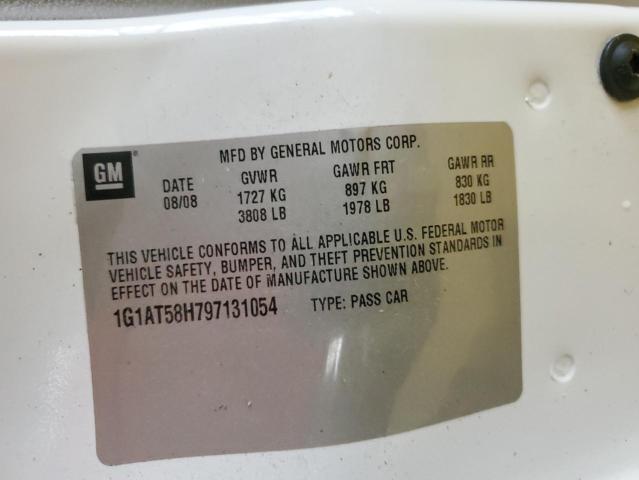 GM
MFD BY GENERAL MOTORS CORP.
DATE GVWR GAWR FRT GAWR RR
08/08 1727 KG 897 KG 830 KG
3808 LB 1978 LB 1830 LB
THIS VEHICLE CONFORMS TO ALL APPLICABLE U.S. FEDERAL MOTOR
VEHICLE SAFETY, BUMPER, AND THEFT PREVENTION STANDARDS IN
EFFECT ON THE DATE OF MANUFACTURE SHOWN ABOVE.
1G1AT58H797131054 TYPE: PASS CAR